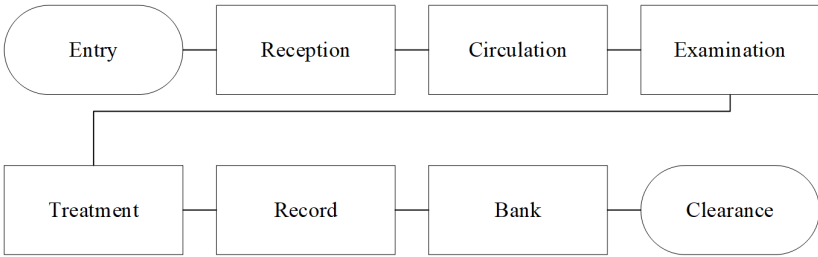 Entry
Reception
Circulation
Examination
Treatment
Record
Bank
Clearance